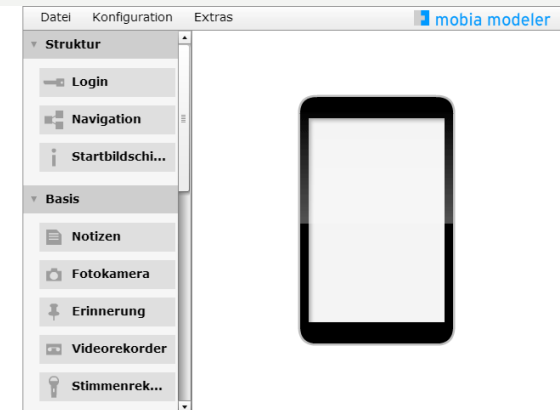 Datei Konfiguration Extras mobia modeler
Struktur
Login
Navigation
Startbildschi...
Basis
Notizen
Fotokamera
Erinnerung
Videorekorder
Stimmenrek...